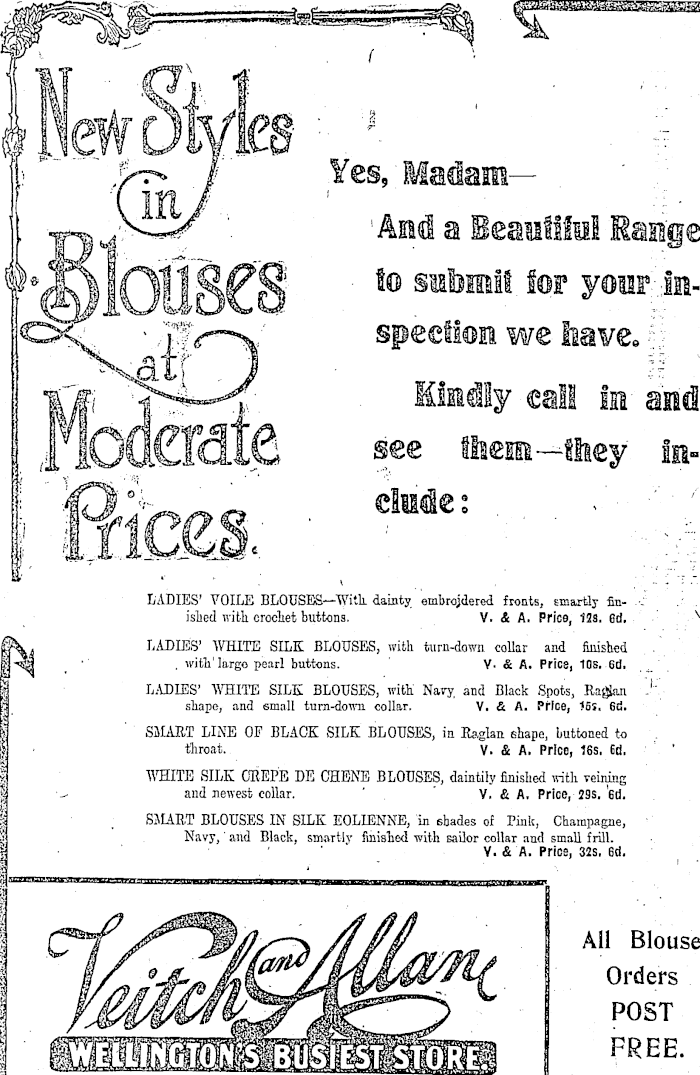 New Styles
in
Blouses
at
Moderate
Prices.
Yes, Madam—
And a Beautiful Range
to submit for your in-
spection we have.
Kindly call in and
see them—they in-
clude:
LADIES' VOILE BLOUSES—With dainty embroidered fronts, smartly fin-
ished with crochet buttons. V. & A. Price, 12s. 6d.
LADIES' WHITE SILK BLOUSES, with turn-down collar and finished
with large pearl buttons. V. & A. Price, 10s. 6d.
LADIES' WHITE SILK BLOUSES, with Navy and Black Spots, Raglan
shape, and small turn-down collar. V. & A. Price, 15s. 6d.
SMART LINE OF BLACK SILK BLOUSES, in Raglan shape, buttoned to
throat. V. & A. Price, 16s. 6d.
WHITE SILK CREPE DE CHENE BLOUSES, daintily finished with veining
and newest collar. V. & A. Price, 29s. 6d.
SMART BLOUSES IN SILK EOLIENNE, in shades of Pink, Champagne,
Navy, and Black, smartly finished with sailor collar and small frill.
V. & A. Price, 32s. 6d.
Veitch and Allan
WELLINGTON'S BUSIEST STORE.
All Blouse
Orders
POST
FREE.